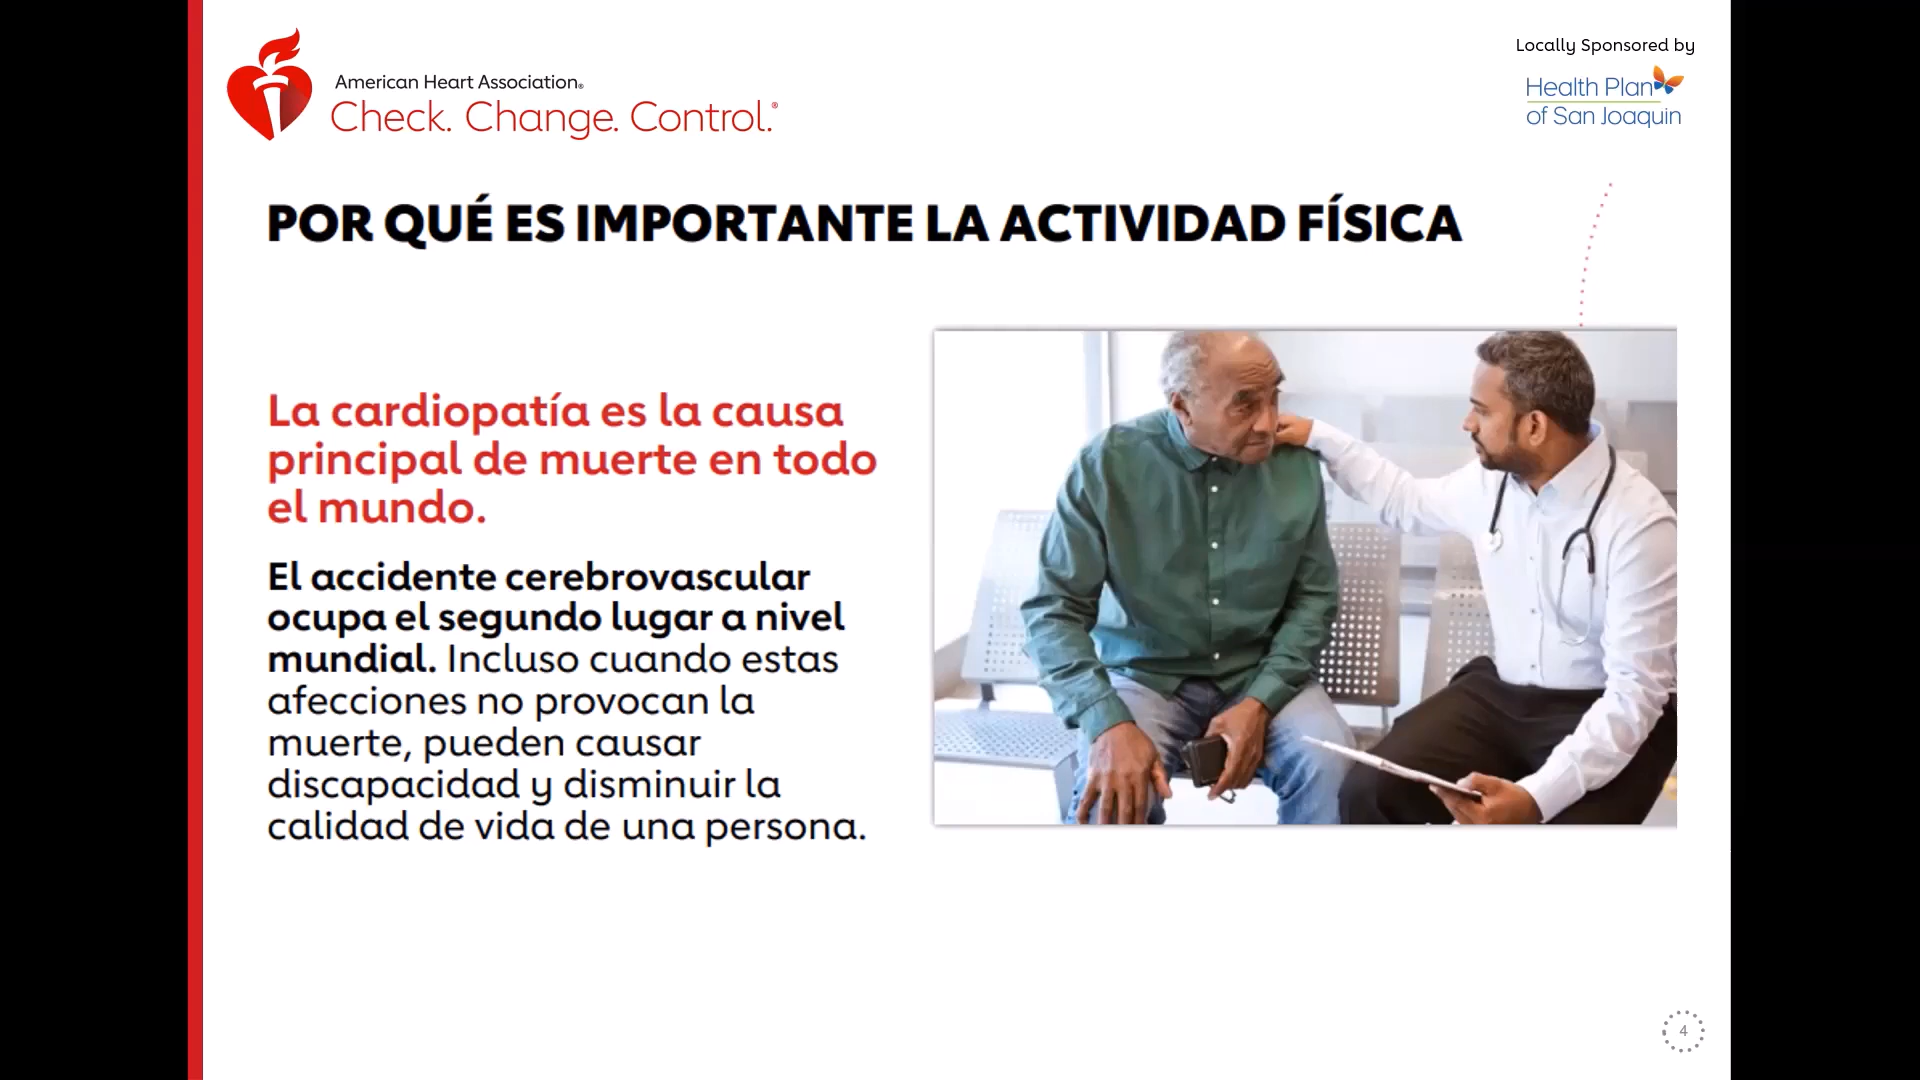 American Heart Association®
Check. Change. Control.®
Locally Sponsored by
Health Plan
of San Joaquin
POR QUÉ ES IMPORTANTE LA ACTIVIDAD FÍSICA
La cardiopatía es la causa
principal de muerte en todo
el mundo.
El accidente cerebrovascular
ocupa el segundo lugar a nivel
mundial. Incluso cuando estas
afecciones no provocan la
muerte, pueden causar
discapacidad y disminuir la
calidad de vida de una persona.
4